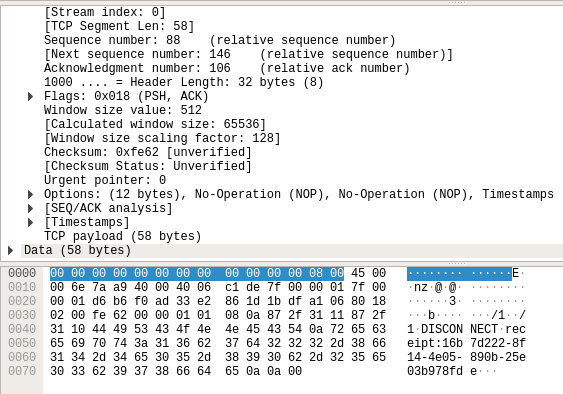 [Stream index: 0]
[TCP Segment Len: 58]
Sequence number: 88    (relative sequence number)
[Next sequence number: 146    (relative sequence number)]
Acknowledgment number: 106    (relative ack number)
1000 .... = Header Length: 32 bytes (8)
Flags: 0x018 (PSH, ACK)
Window size value: 512
[Calculated window size: 65536]
[Window size scaling factor: 128]
Checksum: 0xfe62 [unverified]
[Checksum Status: Unverified]
Urgent pointer: 0
Options: (12 bytes), No-Operation (NOP), No-Operation (NOP), Timestamps
[SEQ/ACK analysis]
[Timestamps]
TCP payload (58 bytes)
Data (58 bytes)
0000 00 00 00 00 00 00 00 00 00 00 00 00 08 00 45 00 ········ ······E·
0010 00 6e 7a a9 40 00 40 06 c1 de 7f 00 00 01 7f 00 ·nz·@·@· ········
0020 00 01 d6 b6 f0 ad 33 e2 86 1d 1b df a1 06 80 18 ······3· ········
0030 02 00 fe 62 00 00 01 01 08 0a 87 2f 31 11 87 2f ···b···· ···/1··/
0040 31 10 44 49 53 43 4f 4e 4e 45 43 54 0a 72 65 63 1·DISCON NECT·rec
0050 65 69 70 74 3a 31 36 62 37 64 32 32 32 2d 38 66 eipt:16b 7d222-8f
0060 31 34 2d 34 65 30 35 2d 38 39 30 62 2d 32 35 65 14-4e05- 890b-25e
0070 30 33 62 39 37 38 66 64 65 0a 0a 00 03b978fd e···